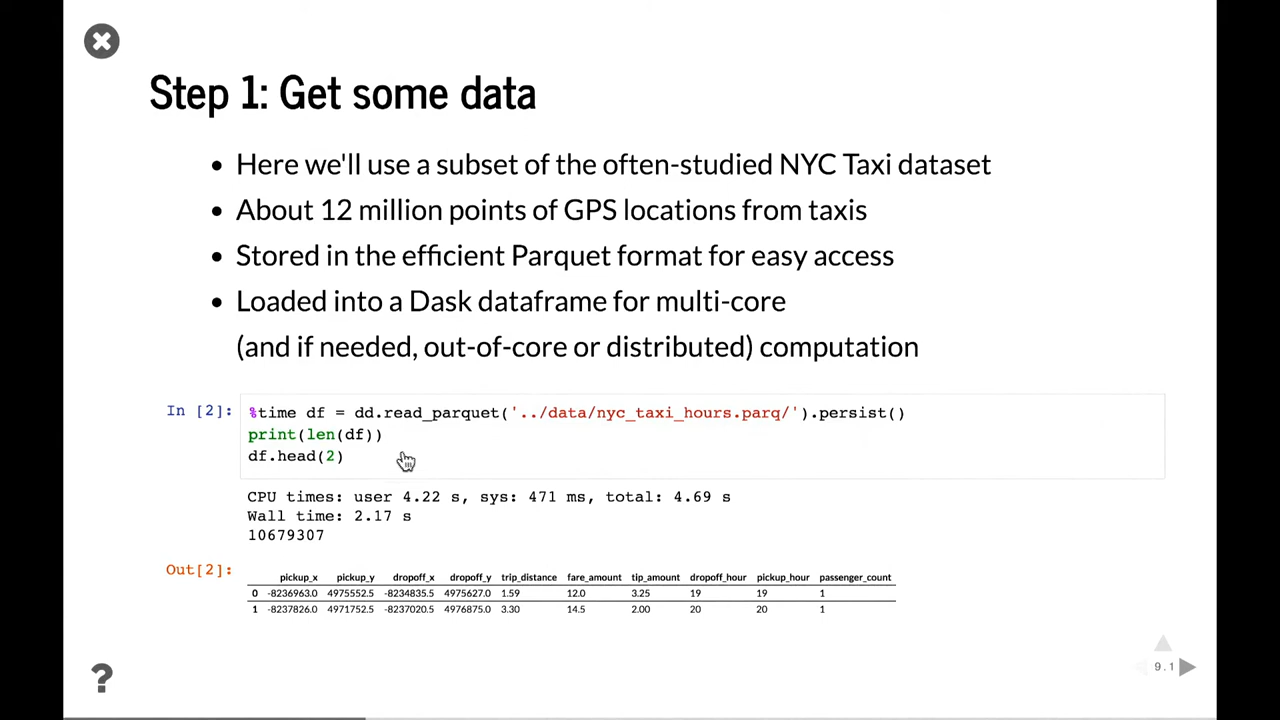 Step 1: Get some data
• Here we'll use a subset of the often-studied NYC Taxi dataset
• About 12 million points of GPS locations from taxis
• Stored in the efficient Parquet format for easy access
• Loaded into a Dask dataframe for multi-core
(and if needed, out-of-core or distributed) computation
In [2]: %time df = dd.read_parquet('../data/nyc_taxi_hours.parq/').persist()
print(len(df))
df.head(2)
CPU times: user 4.22 s, sys: 471 ms, total: 4.69 s
Wall time: 2.17 s
10679307
Out[2]:
pickup_x pickup_y dropoff_x dropoff_y trip_distance fare_amount tip_amount dropoff_hour pickup_hour passenger_count
0 -8236963.0 4975552.5 -8234835.5 4975627.0 1.59 12.0 3.25 19 19 1
1 -8237826.0 4971752.5 -8237020.5 4976875.0 3.30 14.5 2.00 20 20 1
?
9.1